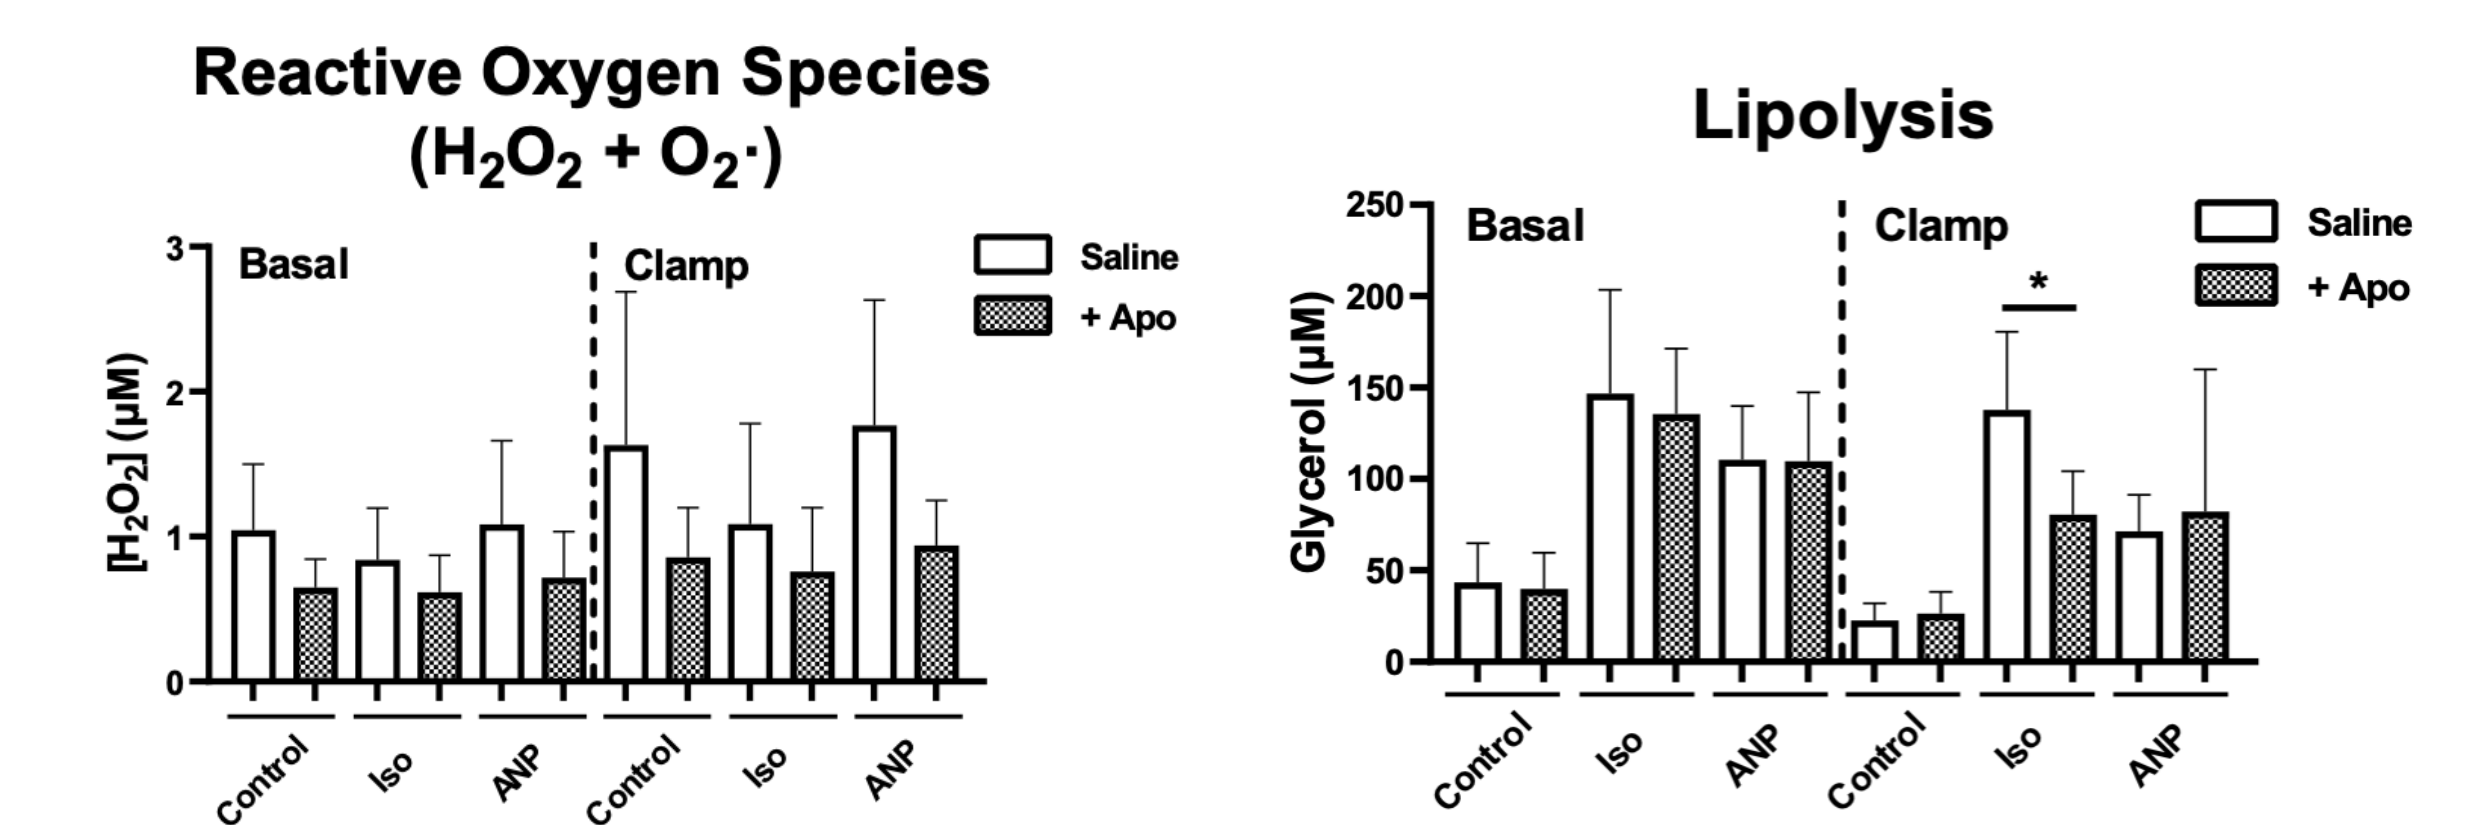 Reactive Oxygen Species
(H₂O₂ + O₂·)
3
2
1
0
[H₂O₂] (µM)
Basal
Clamp
Saline
+ Apo
Control
Iso
ANP
Control
Iso
ANP
Lipolysis
250
200
150
100
50
0
Glycerol (µM)
Basal
Clamp
*
Saline
+ Apo
Control
Iso
ANP
Control
Iso
ANP